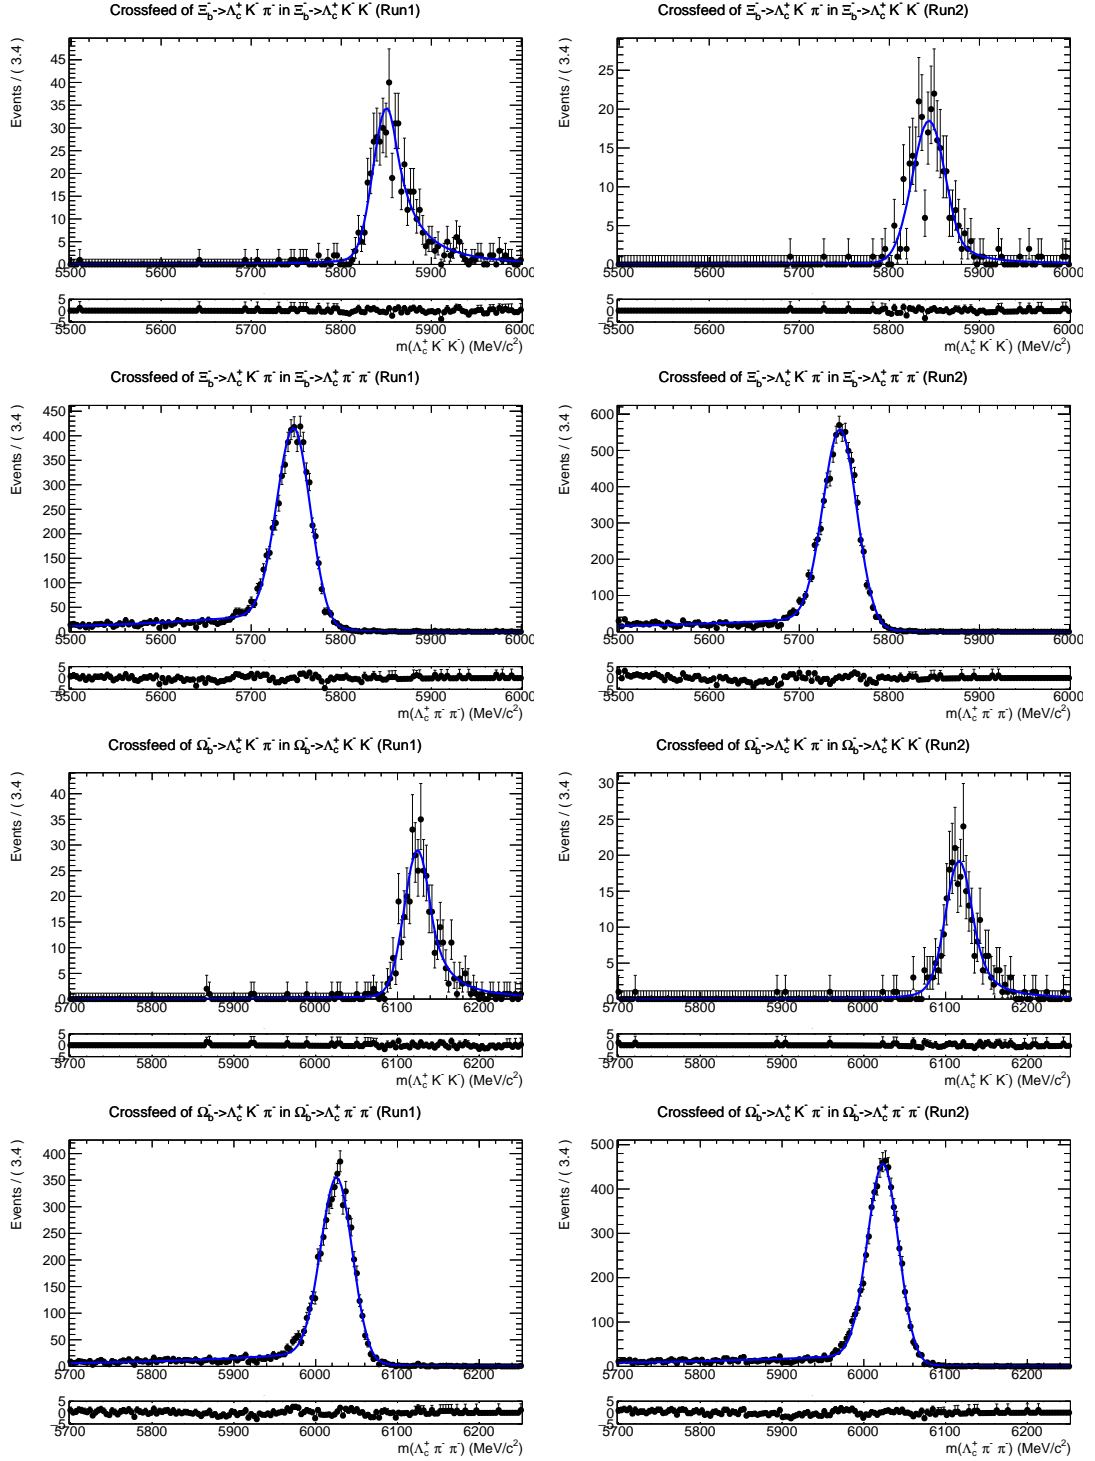 Crossfeed of Ξb⁻->Λc⁺ K⁻ π⁻ in Ξb⁻->Λc⁺ K⁻ K⁻ (Run1)
Events / ( 3.4 )
45
40
35
30
25
20
15
10
5
0
5500 5600 5700 5800 5900 6000
5
0
−5
5500 5600 5700 5800 5900 6000
m(Λc⁺ K⁻ K⁻) (MeV/c²)
Crossfeed of Ξb⁻->Λc⁺ K⁻ π⁻ in Ξb⁻->Λc⁺ K⁻ K⁻ (Run2)
Events / ( 3.4 )
25
20
15
10
5
0
5500 5600 5700 5800 5900 6000
5
0
−5
5500 5600 5700 5800 5900 6000
m(Λc⁺ K⁻ K⁻) (MeV/c²)
Crossfeed of Ξb⁻->Λc⁺ K⁻ π⁻ in Ξb⁻->Λc⁺ π⁻ π⁻ (Run1)
Events / ( 3.4 )
450
400
350
300
250
200
150
100
50
0
5500 5600 5700 5800 5900 6000
5
0
−5
5500 5600 5700 5800 5900 6000
m(Λc⁺ π⁻ π⁻) (MeV/c²)
Crossfeed of Ξb⁻->Λc⁺ K⁻ π⁻ in Ξb⁻->Λc⁺ π⁻ π⁻ (Run2)
Events / ( 3.4 )
600
500
400
300
200
100
0
5500 5600 5700 5800 5900 6000
5
0
−5
5500 5600 5700 5800 5900 6000
m(Λc⁺ π⁻ π⁻) (MeV/c²)
Crossfeed of Ωb⁻->Λc⁺ K⁻ π⁻ in Ωb⁻->Λc⁺ K⁻ K⁻ (Run1)
Events / ( 3.4 )
40
35
30
25
20
15
10
5
0
5700 5800 5900 6000 6100 6200
5
0
−5
5700 5800 5900 6000 6100 6200
m(Λc⁺ K⁻ K⁻) (MeV/c²)
Crossfeed of Ωb⁻->Λc⁺ K⁻ π⁻ in Ωb⁻->Λc⁺ K⁻ K⁻ (Run2)
Events / ( 3.4 )
30
25
20
15
10
5
0
5700 5800 5900 6000 6100 6200
5
0
−5
5700 5800 5900 6000 6100 6200
m(Λc⁺ K⁻ K⁻) (MeV/c²)
Crossfeed of Ωb⁻->Λc⁺ K⁻ π⁻ in Ωb⁻->Λc⁺ π⁻ π⁻ (Run1)
Events / ( 3.4 )
400
350
300
250
200
150
100
50
0
5700 5800 5900 6000 6100 6200
5
0
−5
5700 5800 5900 6000 6100 6200
m(Λc⁺ π⁻ π⁻) (MeV/c²)
Crossfeed of Ωb⁻->Λc⁺ K⁻ π⁻ in Ωb⁻->Λc⁺ π⁻ π⁻ (Run2)
Events / ( 3.4 )
500
400
300
200
100
0
5700 5800 5900 6000 6100 6200
5
0
−5
5700 5800 5900 6000 6100 6200
m(Λc⁺ π⁻ π⁻) (MeV/c²)